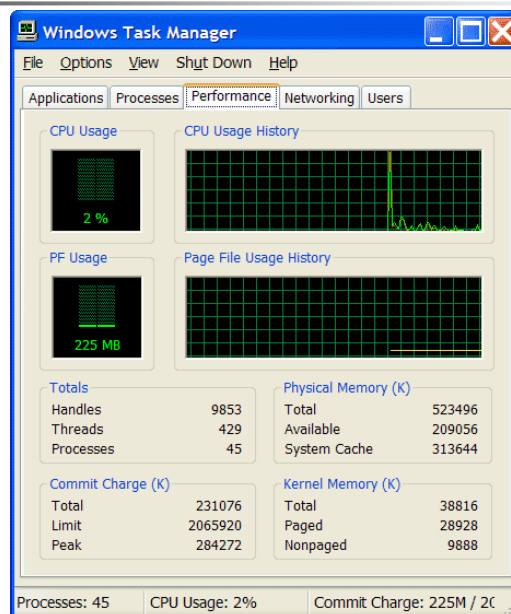 Windows Task Manager
File Options View Shut Down Help
Applications Processes Performance Networking Users
CPU Usage CPU Usage History
2 %
PF Usage Page File Usage History
225 MB
Totals
Handles 9853
Threads 429
Processes 45
Physical Memory (K)
Total 523496
Available 209056
System Cache 313644
Commit Charge (K)
Total 231076
Limit 2065920
Peak 284272
Kernel Memory (K)
Total 38816
Paged 28928
Nonpaged 9888
Processes: 45 CPU Usage: 2% Commit Charge: 225M /